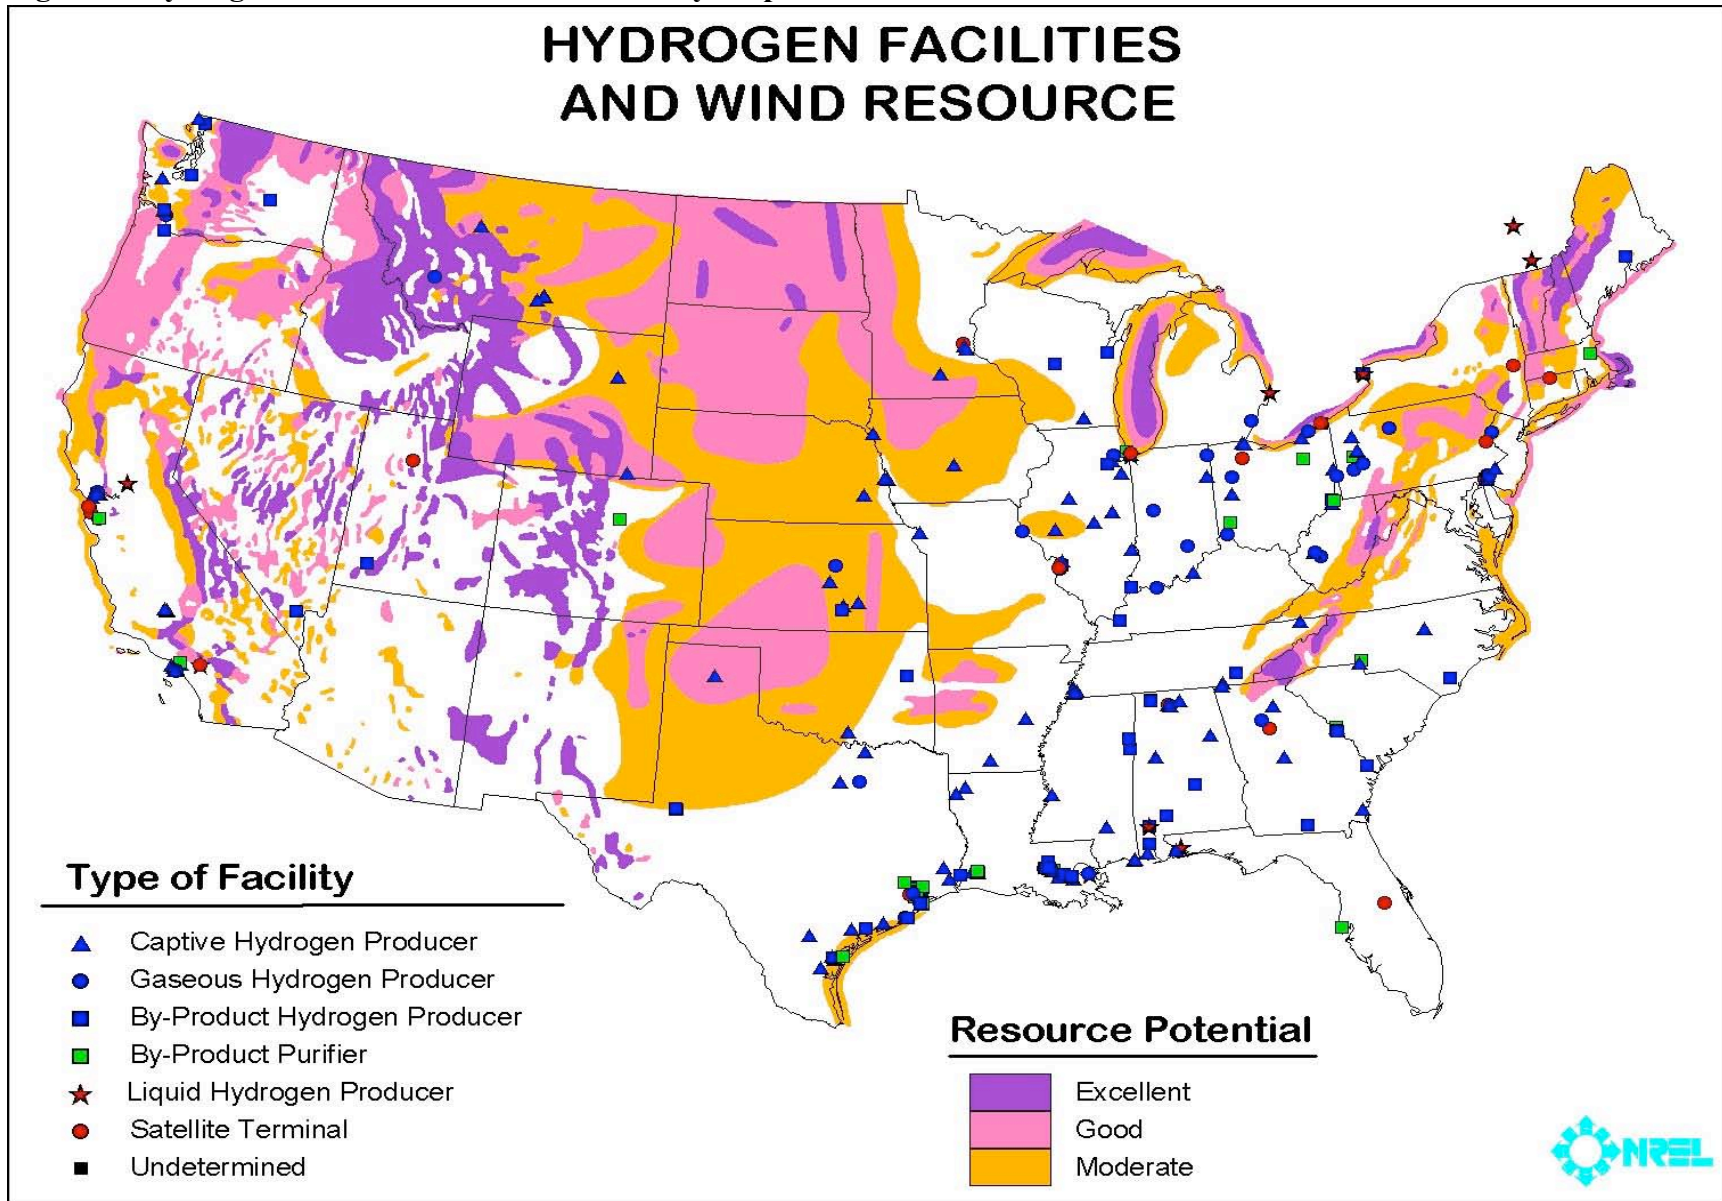 HYDROGEN FACILITIES
AND WIND RESOURCE
Type of Facility
Captive Hydrogen Producer
Gaseous Hydrogen Producer
By-Product Hydrogen Producer
By-Product Purifier
Liquid Hydrogen Producer
Satellite Terminal
Undetermined
Resource Potential
Excellent
Good
Moderate
NREL